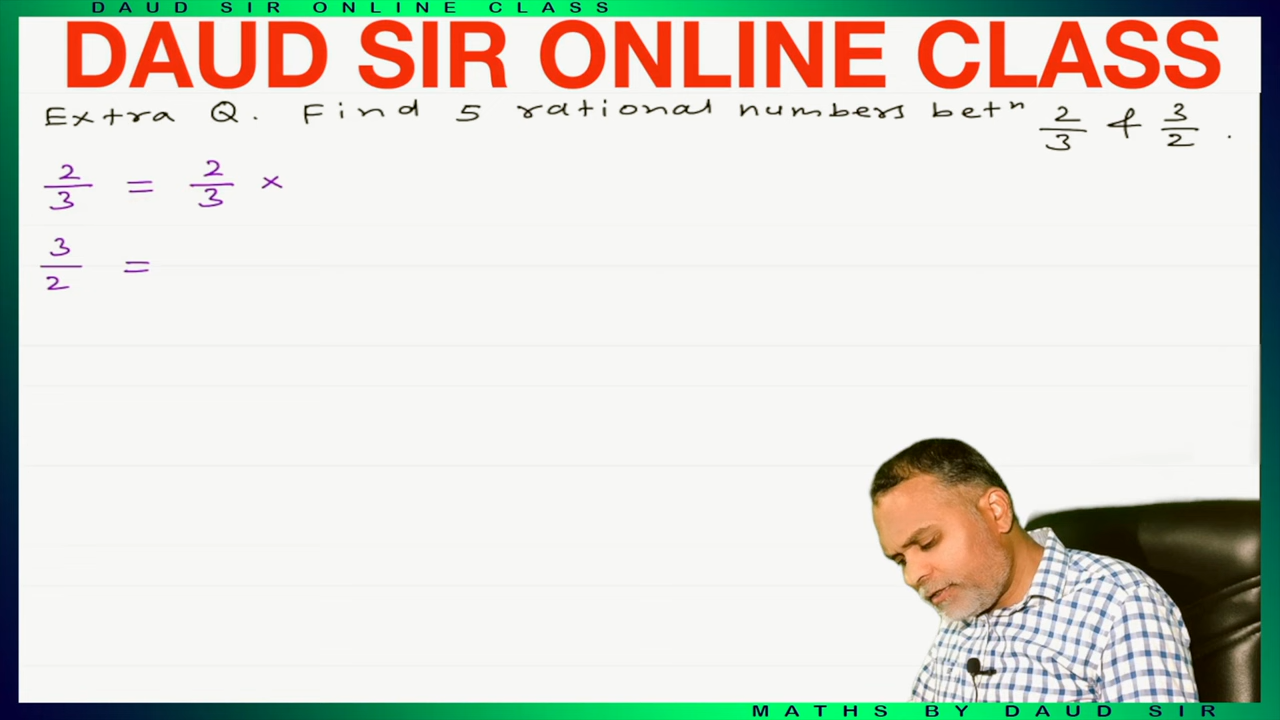 DAUD SIR ONLINE CLASS
DAUD SIR ONLINE CLASS
Extra Q. Find 5 rational numbers betⁿ 2/3 & 3/2 .
2/3 = 2/3 ×
3/2 =
MATHS BY DAUD SIR